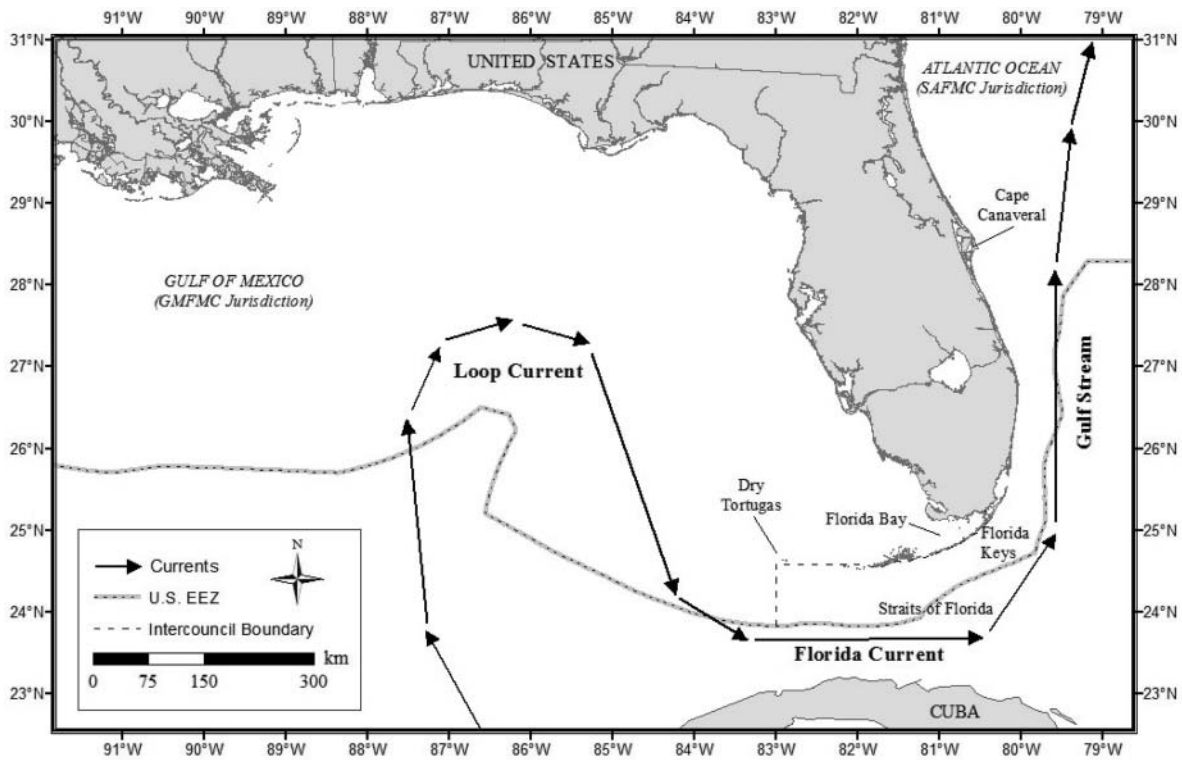 91°W 90°W 89°W 88°W 87°W 86°W 85°W 84°W 83°W 82°W 81°W 80°W 79°W
31°N 31°N
UNITED STATES
ATLANTIC OCEAN
(SAFMC Jurisdiction)
30°N 30°N
29°N 29°N
Cape
Canaveral
GULF OF MEXICO
(GMFMC Jurisdiction)
28°N 28°N
27°N 27°N
Loop Current
Gulf Stream
26°N 26°N
Dry
Tortugas
Florida Bay
Florida
Keys
25°N 25°N
N
Currents
U.S. EEZ
Intercouncil Boundary
km
0 75 150 300
24°N 24°N
Straits of Florida
Florida Current
23°N 23°N
CUBA
91°W 90°W 89°W 88°W 87°W 86°W 85°W 84°W 83°W 82°W 81°W 80°W 79°W